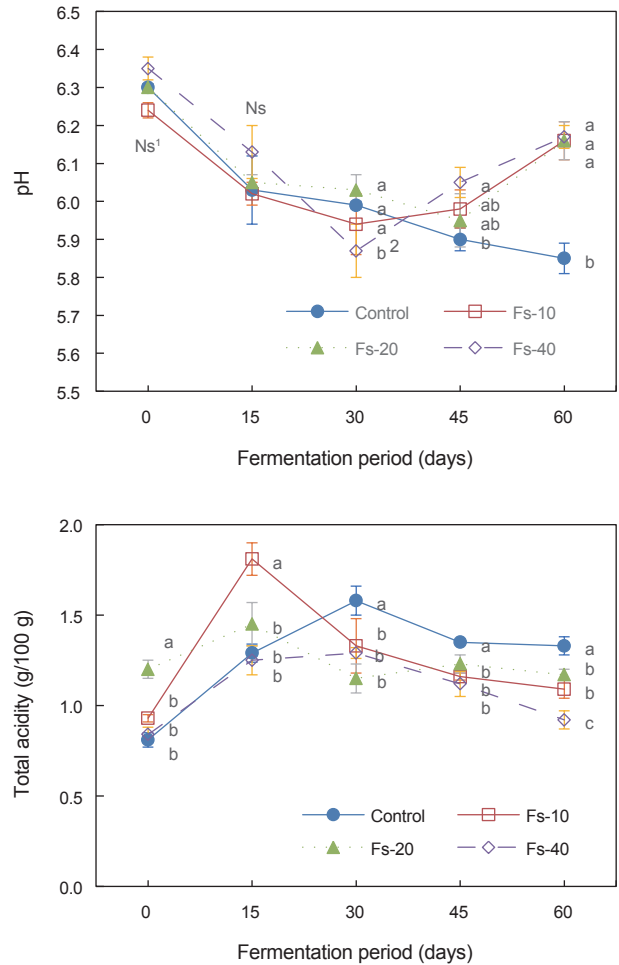 6.5
6.4
6.3
6.2
6.1
6.0
5.9
5.8
5.7
5.6
5.5
pH
Ns¹
Ns
a
a
a
b 2
a
ab
ab
b
a
a
a
b
Control
Fs-10
Fs-20
Fs-40
0 15 30 45 60
Fermentation period (days)
2.0
1.5
1.0
0.5
0.0
Total acidity (g/100 g)
a
b
b
b
a
b
b
b
a
b
b
b
a
b
b
b
a
b
b
c
Control
Fs-10
Fs-20
Fs-40
0 15 30 45 60
Fermentation period (days)